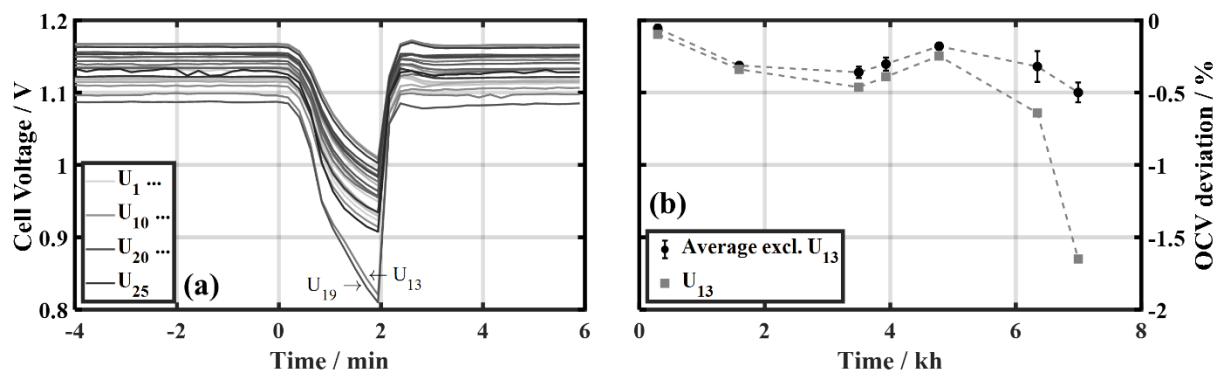 1.2
1.1
1
0.9
0.8
Cell Voltage / V
U1 ...
U10 ...
U20 ...
U25
(a)
U19
U13
-4
-2
0
2
4
6
Time / min
(b)
Average excl. U13
U13
0
-0.5
-1
-1.5
-2
OCV deviation / %
0
2
4
6
8
Time / kh